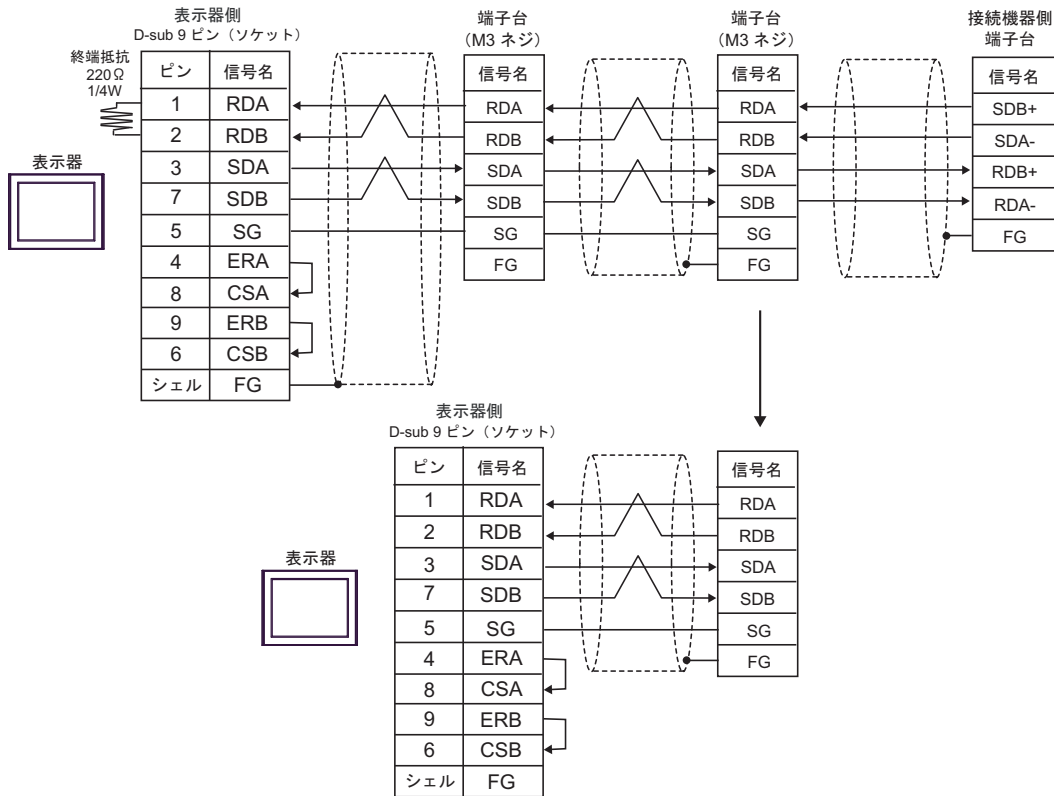 表示器側
D-sub 9 ピン（ソケット）
終端抵抗
220Ω
1/4W
ピン 信号名
1 RDA
2 RDB
3 SDA
7 SDB
5 SG
4 ERA
8 CSA
9 ERB
6 CSB
シェル FG
表示器
端子台
（M3 ネジ）
信号名
RDA
RDB
SDA
SDB
SG
FG
端子台
（M3 ネジ）
信号名
RDA
RDB
SDA
SDB
SG
FG
接続機器側
端子台
信号名
SDB+
SDA-
RDB+
RDA-
FG
表示器側
D-sub 9 ピン（ソケット）
ピン 信号名
1 RDA
2 RDB
3 SDA
7 SDB
5 SG
4 ERA
8 CSA
9 ERB
6 CSB
シェル FG
表示器
信号名
RDA
RDB
SDA
SDB
SG
FG